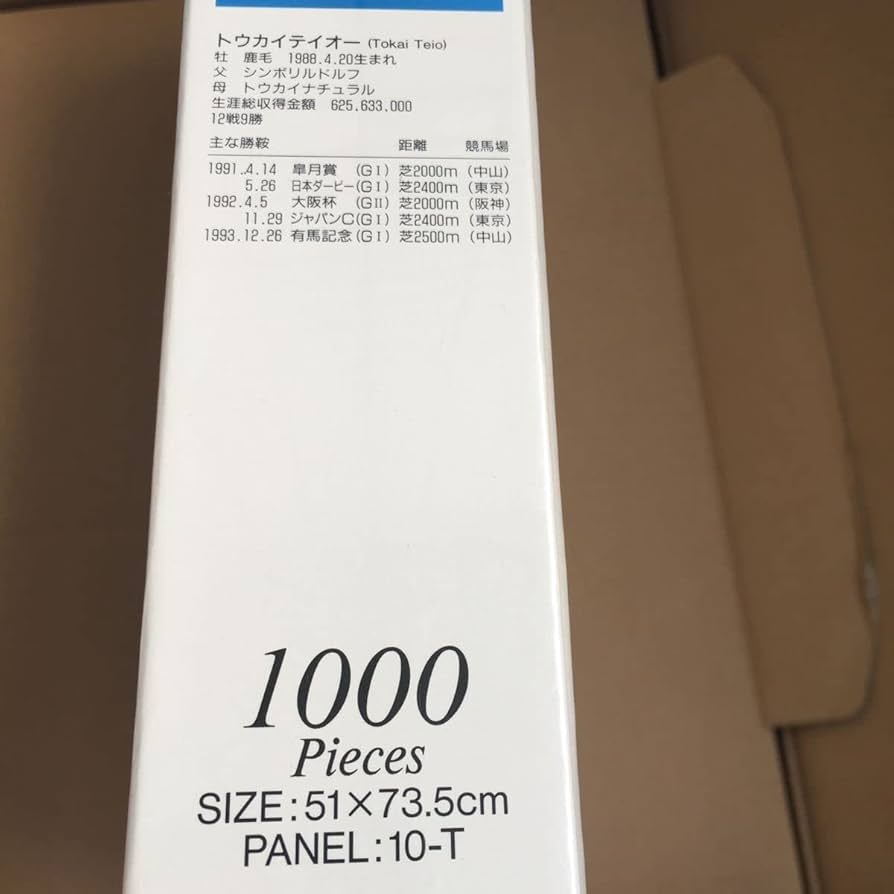 トウカイテイオー (Tokai Teio)
牡 鹿毛 1988.4.20生まれ
父 シンボリルドルフ
母 トウカイナチュラル
生涯総収得金額 625,633,000
12戦9勝
主な勝鞍 距離 競馬場
1991.4.14 皐月賞 (GI) 芝2000m (中山)
5.26 日本ダービー(GI) 芝2400m (東京)
1992.4.5 大阪杯 (GII) 芝2000m (阪神)
11.29 ジャパンC(GI) 芝2400m (東京)
1993.12.26 有馬記念(GI) 芝2500m (中山)
1000
Pieces
SIZE:51×73.5cm
PANEL:10-T